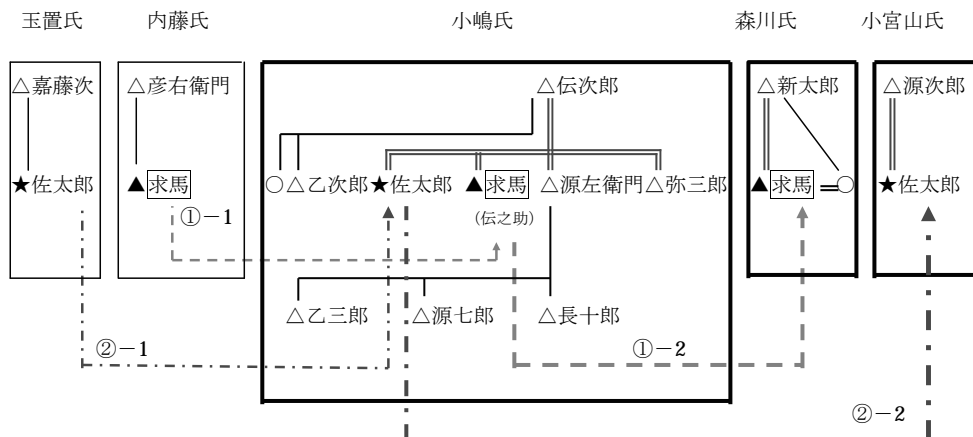 玉置氏 内藤氏 小嶋氏 森川氏 小宮山氏
△嘉藤次 △彦右衛門 △伝次郎 △新太郎 △源次郎
★佐太郎 ▲求馬 ○△乙次郎 ★佐太郎 ▲求馬 △源左衛門 △弥三郎 ▲求馬 ○ ★佐太郎
①-1 (伝之助)
△乙三郎 △源七郎 △長十郎
②-1 ①-2
②-2